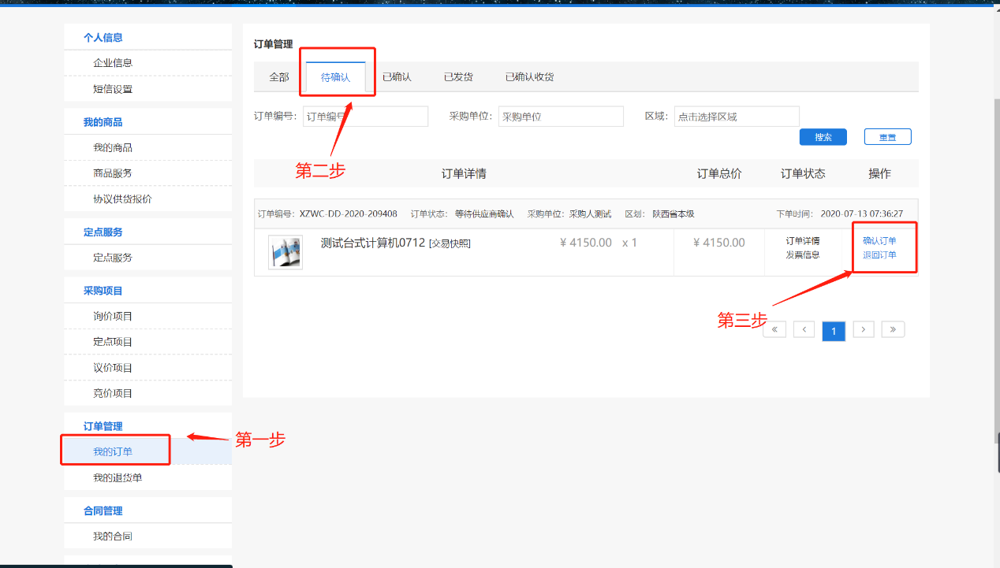 个人信息
企业信息
短信设置
我的商品
我的商品
商品服务
协议供货报价
定点服务
定点服务
采购项目
询价项目
定点项目
议价项目
竞价项目
订单管理
我的订单
第一步
我的退货单
合同管理
我的合同
订单管理
全部 待确认 已确认 已发货 已确认收货
订单编号： 订单编号 采购单位： 采购单位 区域： 点击选择区域
搜索 重置
第二步
订单详情 订单总价 订单状态 操作
订单编号： XZWC-DD-2020-209408 订单状态： 等待供应商确认 采购单位： 采购人测试 区划： 陕西省本级 下单时间： 2020-07-13 07:36:27
测试台式计算机0712 [交易快照] ¥ 4150.00 x 1 ¥ 4150.00 订单详情 确认订单
发票信息 退回订单
第三步
« ‹ 1 › »